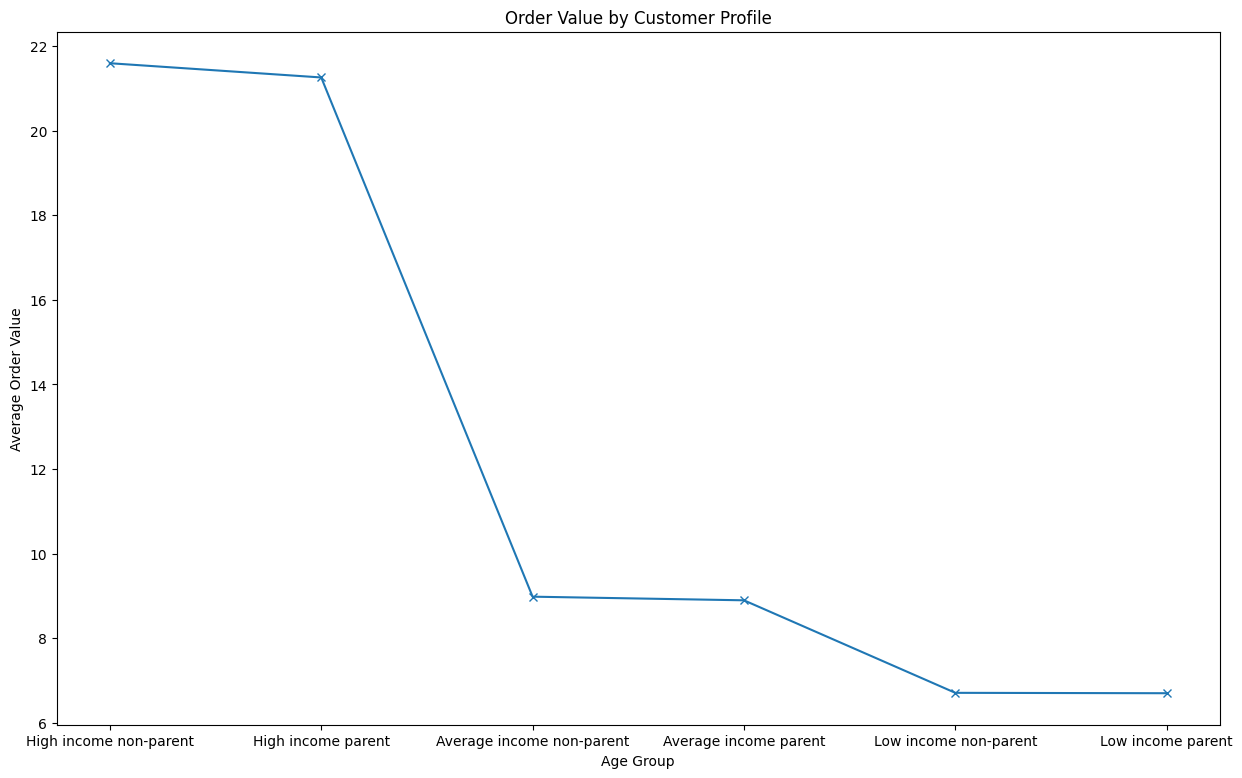 Order Value by Customer Profile
Average Order Value
22
20
18
16
14
12
10
8
6
High income non-parent
High income parent
Average income non-parent
Average income parent
Low income non-parent
Low income parent
Age Group